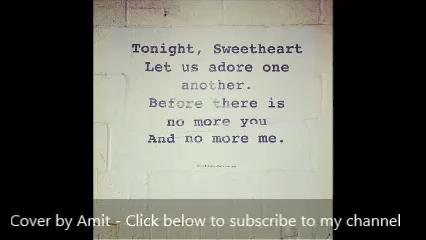 Tonight, Sweetheart
Let us adore one
another.
Before there is
no more you
And no more me.
Cover by Amit - Click below to subscribe to my channel